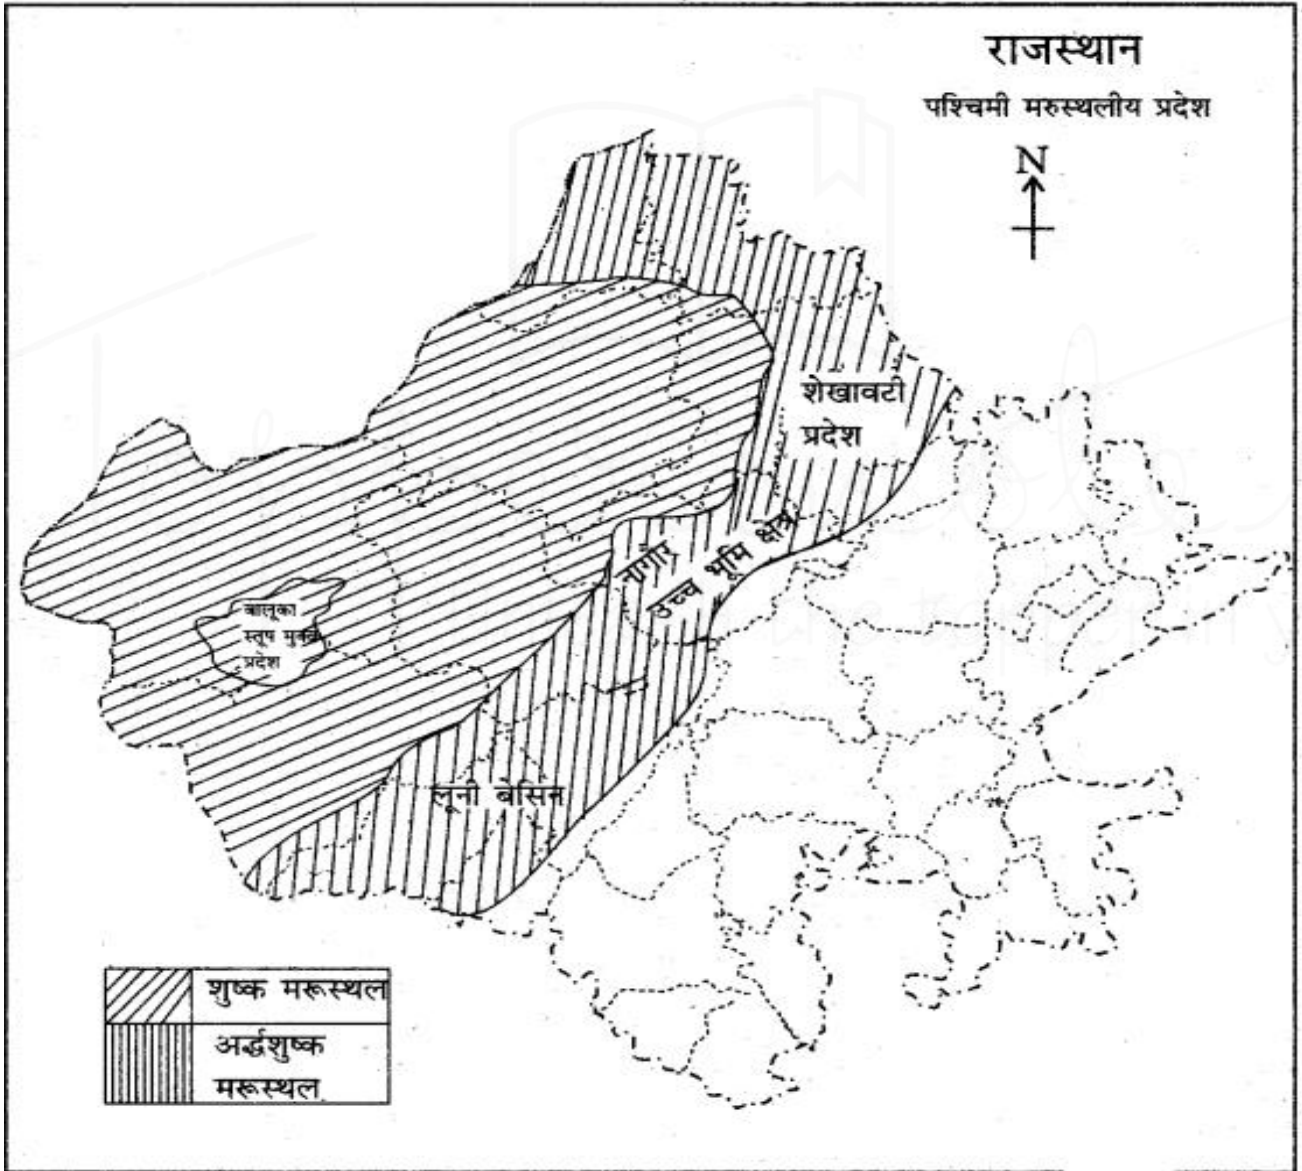 राजस्थान
पश्चिमी मरुस्थलीय प्रदेश
N
शेखावटी
प्रदेश
नागौर
उच्च भूमि क्षेत्र
बालूका
स्तूप मुक्त
प्रदेश
लूनी बेसिन
शुष्क मरूस्थल
अर्द्धशुष्क
मरूस्थल